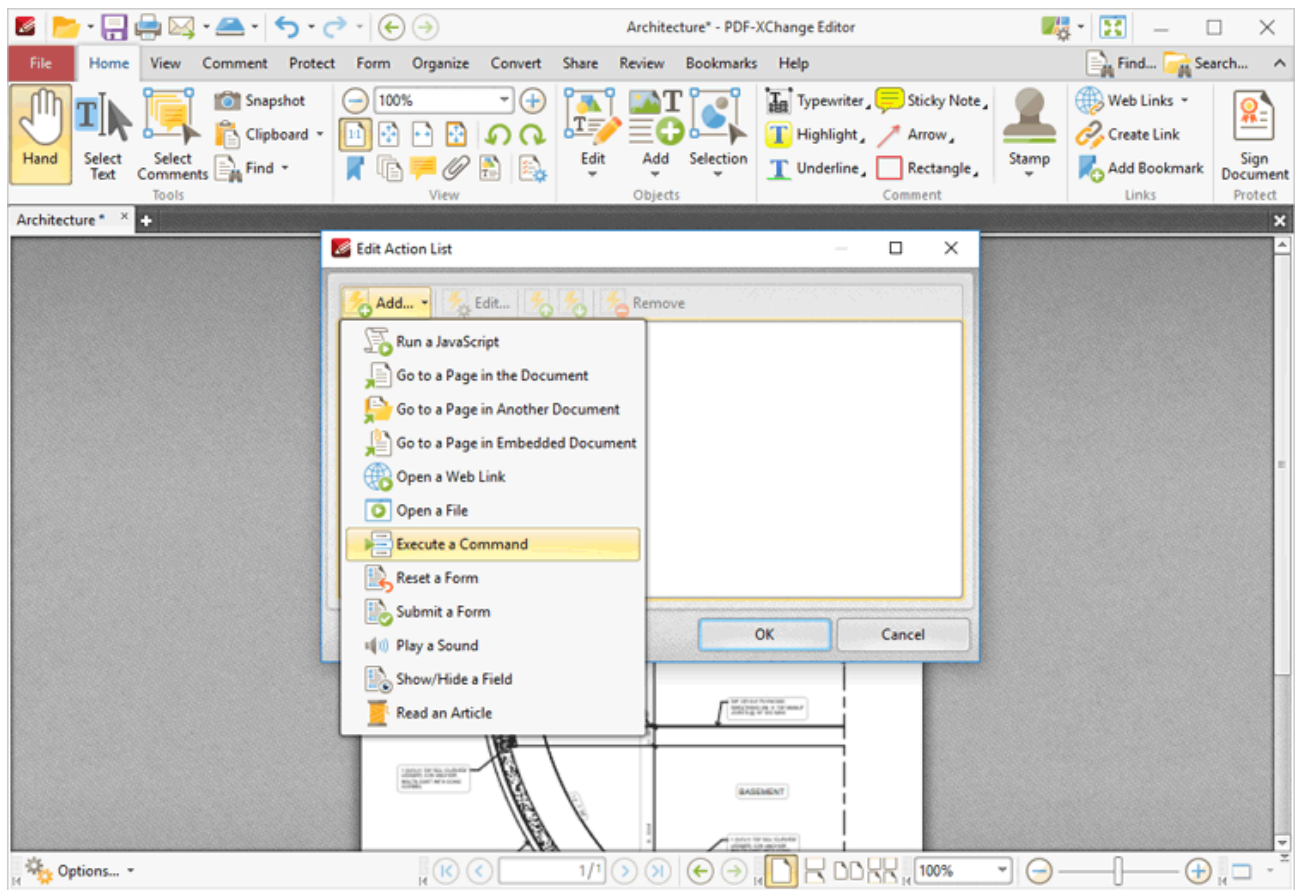 Architecture* - PDF-XChange Editor
File Home View Comment Protect Form Organize Convert Share Review Bookmarks Help Find... Search...
Hand
Select Text
Select Comments
Snapshot
Clipboard
Find
Tools
100%
1:1
View
Edit
Add
Selection
Objects
Typewriter
Sticky Note
Highlight
Arrow
Underline
Rectangle
Stamp
Comment
Web Links
Create Link
Add Bookmark
Links
Sign Document
Protect
Architecture *
Edit Action List
Add... Edit... Remove
Run a JavaScript
Go to a Page in the Document
Go to a Page in Another Document
Go to a Page in Embedded Document
Open a Web Link
Open a File
Execute a Command
Reset a Form
Submit a Form
Play a Sound
Show/Hide a Field
Read an Article
OK Cancel
BASEMENT
Options... 1/1 100%